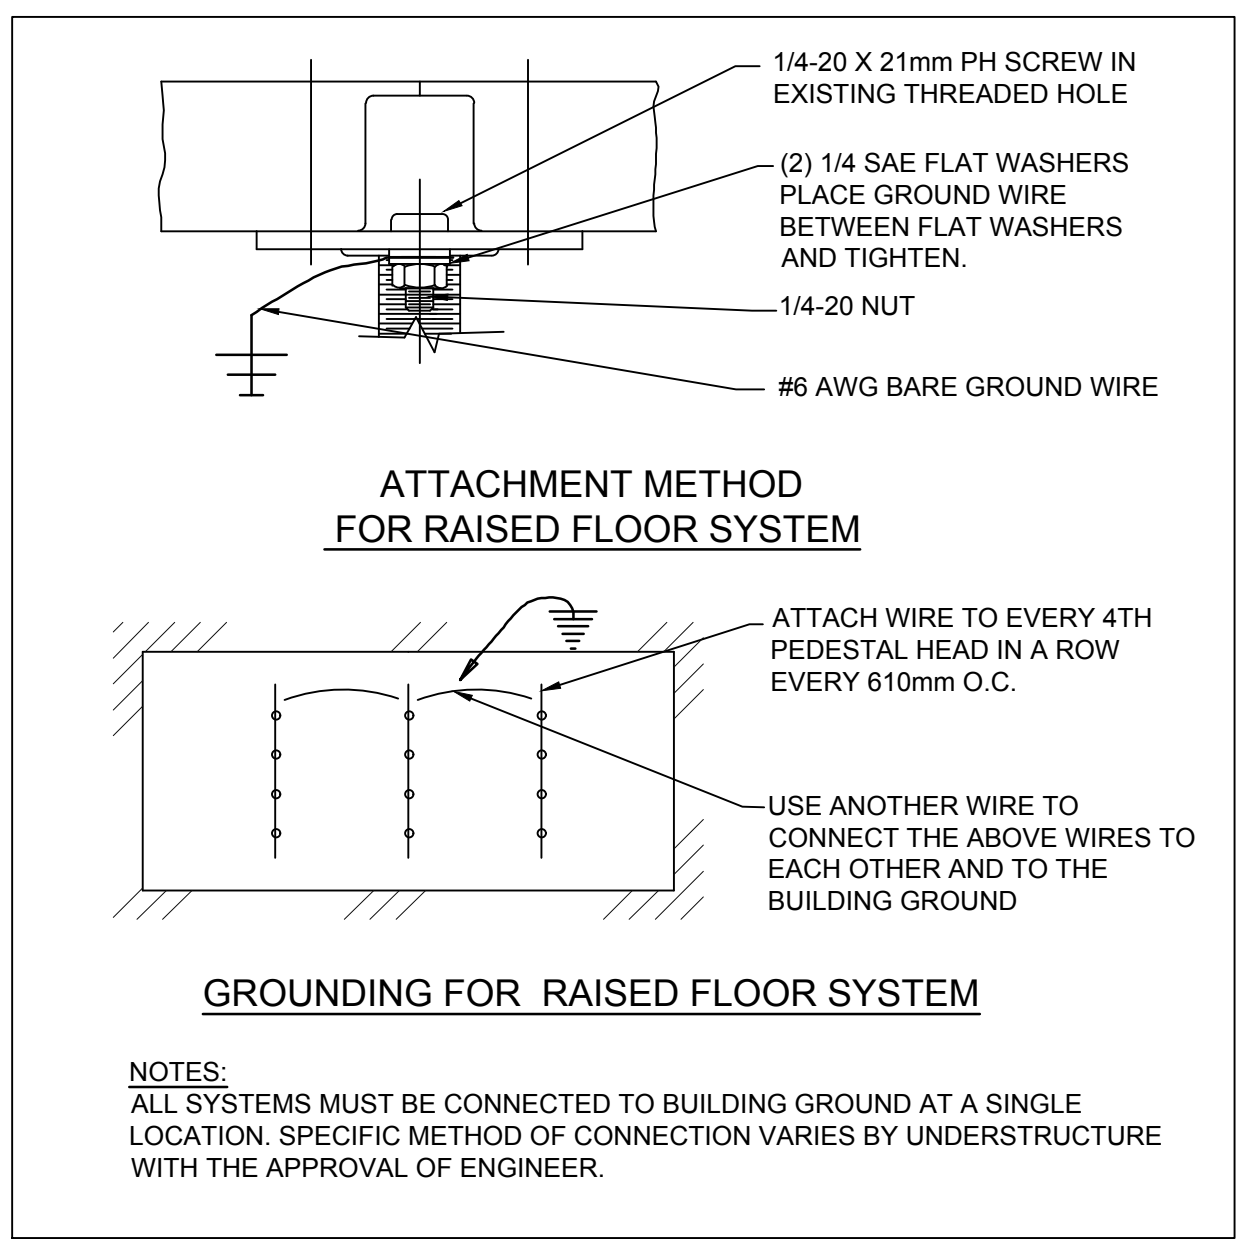 1/4-20 X 21mm PH SCREW IN
EXISTING THREADED HOLE
(2) 1/4 SAE FLAT WASHERS
PLACE GROUND WIRE
BETWEEN FLAT WASHERS
AND TIGHTEN.
1/4-20 NUT
#6 AWG BARE GROUND WIRE
ATTACHMENT METHOD
FOR RAISED FLOOR SYSTEM
ATTACH WIRE TO EVERY 4TH
PEDESTAL HEAD IN A ROW
EVERY 610mm O.C.
USE ANOTHER WIRE TO
CONNECT THE ABOVE WIRES TO
EACH OTHER AND TO THE
BUILDING GROUND
GROUNDING FOR RAISED FLOOR SYSTEM
NOTES:
ALL SYSTEMS MUST BE CONNECTED TO BUILDING GROUND AT A SINGLE
LOCATION. SPECIFIC METHOD OF CONNECTION VARIES BY UNDERSTRUCTURE
WITH THE APPROVAL OF ENGINEER.